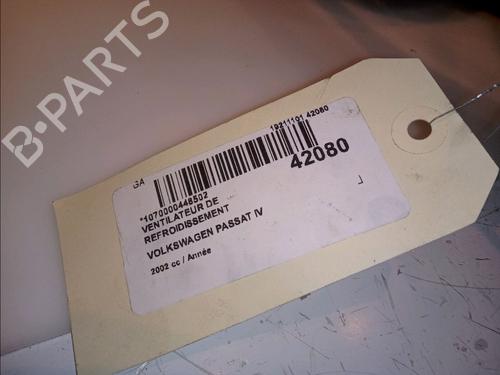 B-PARTS
GA
19211101 42080
42080
*1070000448502
VENTILATEUR DE
REFROIDISSEMENT
VOLKSWAGEN PASSAT IV
2002 cc / Année